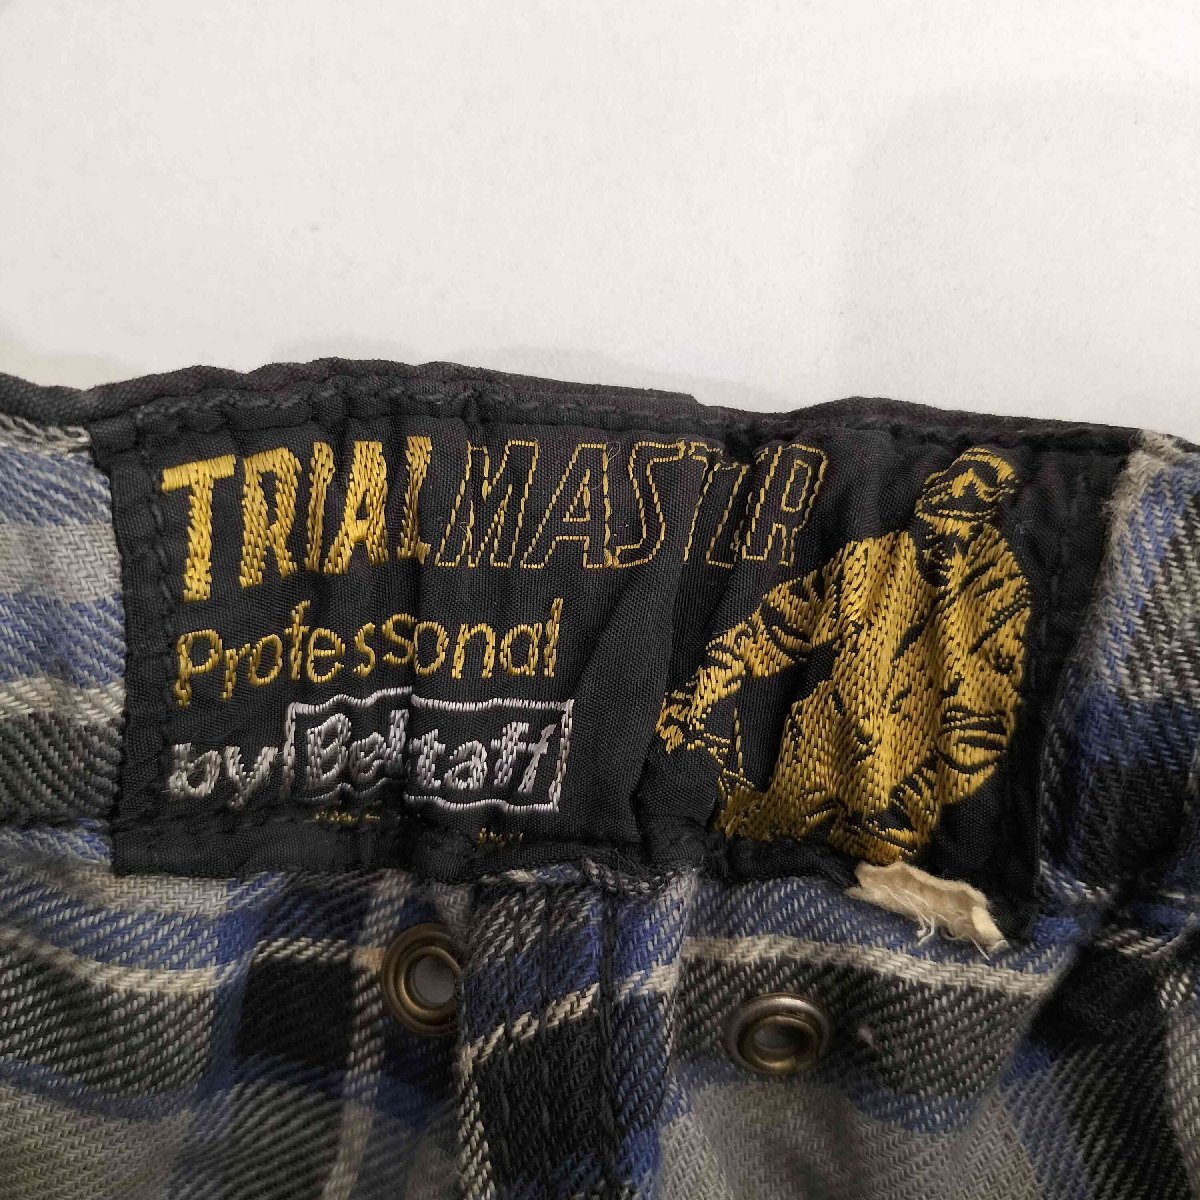 TRIALMASTER
Professional
by Belstaff